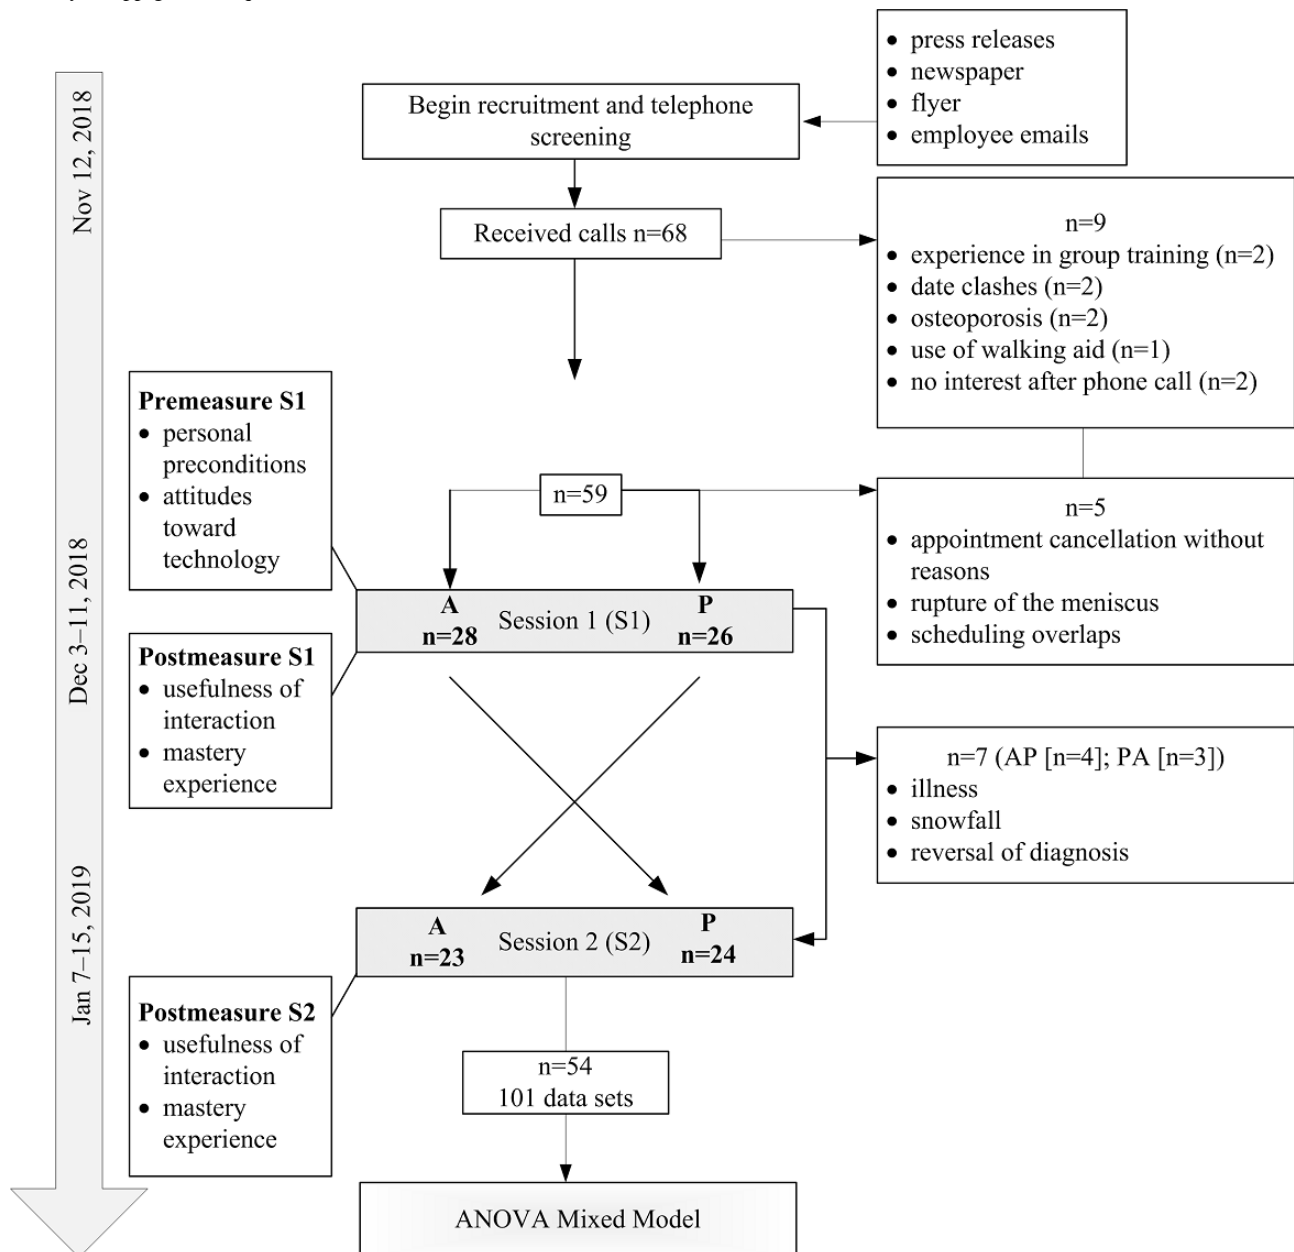 Nov 12, 2018
Dec 3–11, 2018
Jan 7–15, 2019
Begin recruitment and telephone
screening
• press releases
• newspaper
• flyer
• employee emails
Received calls n=68
n=9
• experience in group training (n=2)
• date clashes (n=2)
• osteoporosis (n=2)
• use of walking aid (n=1)
• no interest after phone call (n=2)
Premeasure S1
• personal
preconditions
• attitudes
toward
technology
n=59
n=5
• appointment cancellation without
reasons
• rupture of the meniscus
• scheduling overlaps
A
n=28
Session 1 (S1)
P
n=26
Postmeasure S1
• usefulness of
interaction
• mastery
experience
n=7 (AP [n=4]; PA [n=3])
• illness
• snowfall
• reversal of diagnosis
A
n=23
Session 2 (S2)
P
n=24
Postmeasure S2
• usefulness of
interaction
• mastery
experience
n=54
101 data sets
ANOVA Mixed Model